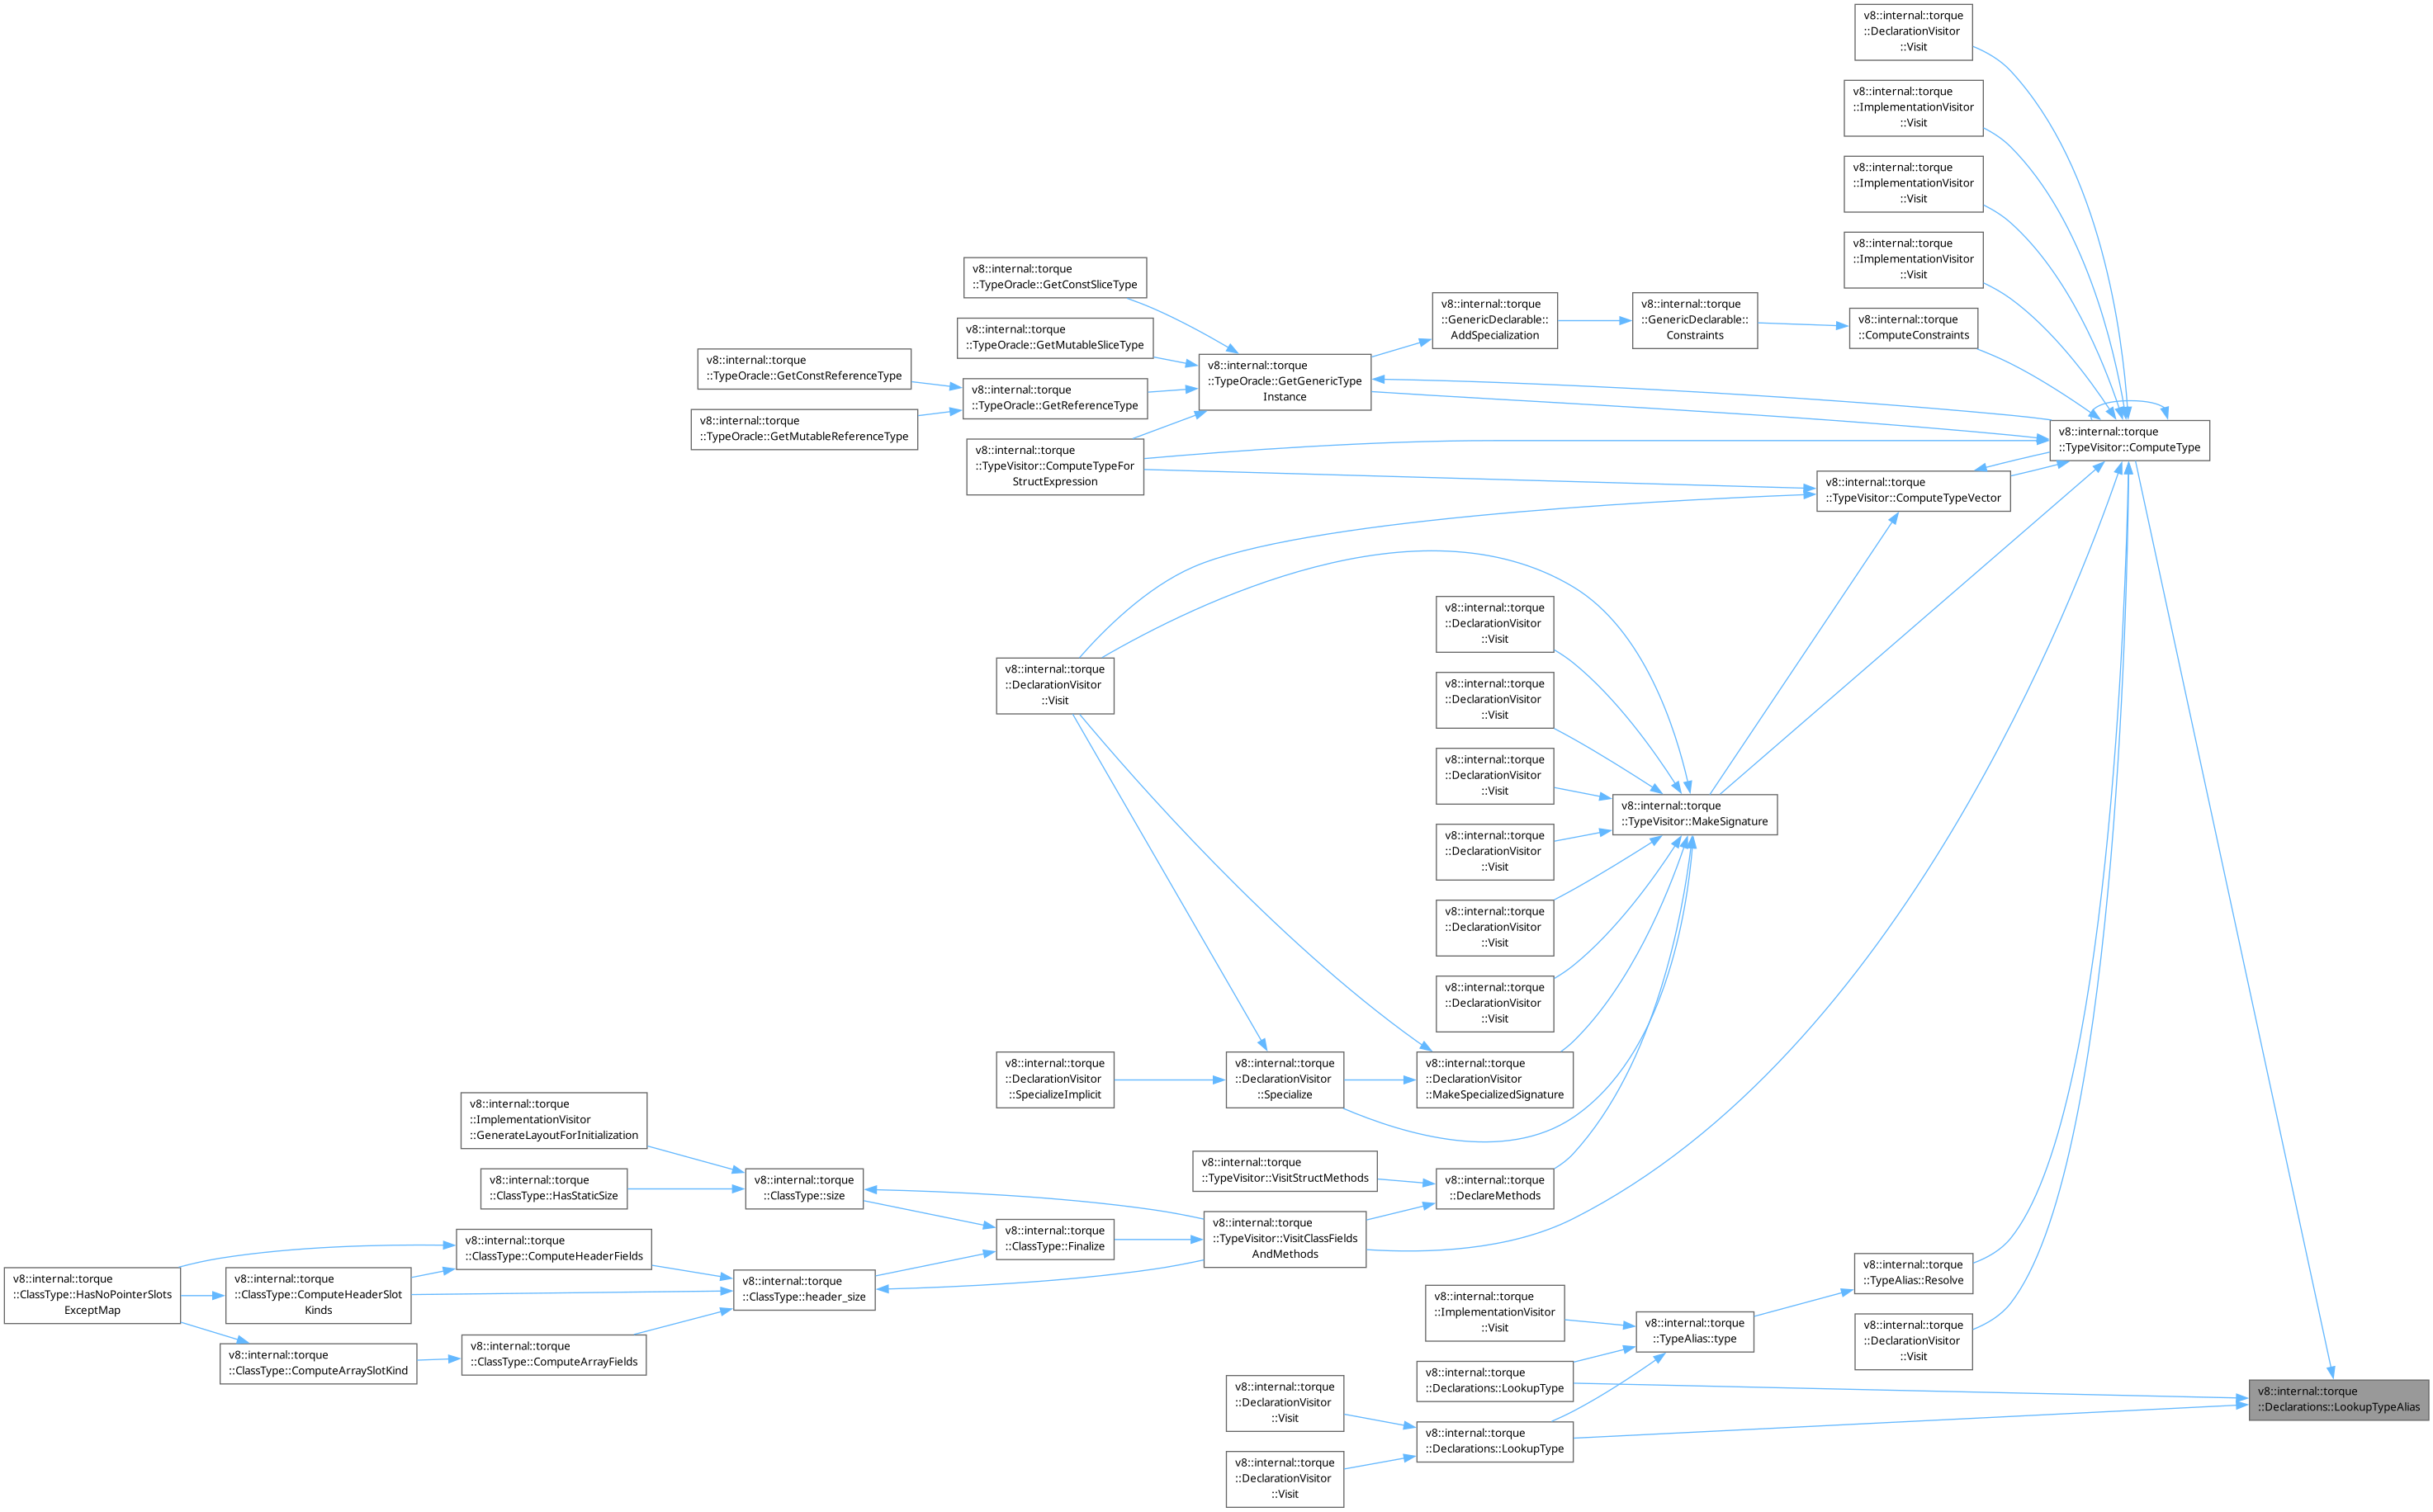 v8::internal::torque
::DeclarationVisitor
::Visit
v8::internal::torque
::ImplementationVisitor
::Visit
v8::internal::torque
::ImplementationVisitor
::Visit
v8::internal::torque
::ImplementationVisitor
::Visit
v8::internal::torque
::TypeOracle::GetConstSliceType
v8::internal::torque
::GenericDeclarable::
AddSpecialization
v8::internal::torque
::GenericDeclarable::
Constraints
v8::internal::torque
::ComputeConstraints
v8::internal::torque
::TypeOracle::GetMutableSliceType
v8::internal::torque
::TypeOracle::GetConstReferenceType
v8::internal::torque
::TypeOracle::GetGenericType
Instance
v8::internal::torque
::TypeOracle::GetReferenceType
v8::internal::torque
::TypeOracle::GetMutableReferenceType
v8::internal::torque
::TypeVisitor::ComputeType
v8::internal::torque
::TypeVisitor::ComputeTypeFor
StructExpression
v8::internal::torque
::TypeVisitor::ComputeTypeVector
v8::internal::torque
::DeclarationVisitor
::Visit
v8::internal::torque
::DeclarationVisitor
::Visit
v8::internal::torque
::DeclarationVisitor
::Visit
v8::internal::torque
::DeclarationVisitor
::Visit
v8::internal::torque
::TypeVisitor::MakeSignature
v8::internal::torque
::DeclarationVisitor
::Visit
v8::internal::torque
::DeclarationVisitor
::Visit
v8::internal::torque
::DeclarationVisitor
::Visit
v8::internal::torque
::DeclarationVisitor
::SpecializeImplicit
v8::internal::torque
::DeclarationVisitor
::Specialize
v8::internal::torque
::DeclarationVisitor
::MakeSpecializedSignature
v8::internal::torque
::ImplementationVisitor
::GenerateLayoutForInitialization
v8::internal::torque
::TypeVisitor::VisitStructMethods
v8::internal::torque
::DeclareMethods
v8::internal::torque
::ClassType::HasStaticSize
v8::internal::torque
::ClassType::size
v8::internal::torque
::ClassType::Finalize
v8::internal::torque
::TypeVisitor::VisitClassFields
AndMethods
v8::internal::torque
::ClassType::ComputeHeaderFields
v8::internal::torque
::ClassType::HasNoPointerSlots
ExceptMap
v8::internal::torque
::ClassType::ComputeHeaderSlot
Kinds
v8::internal::torque
::ClassType::header_size
v8::internal::torque
::TypeAlias::Resolve
v8::internal::torque
::ImplementationVisitor
::Visit
v8::internal::torque
::TypeAlias::type
v8::internal::torque
::DeclarationVisitor
::Visit
v8::internal::torque
::ClassType::ComputeArraySlotKind
v8::internal::torque
::ClassType::ComputeArrayFields
v8::internal::torque
::Declarations::LookupType
v8::internal::torque
::DeclarationVisitor
::Visit
v8::internal::torque
::Declarations::LookupTypeAlias
v8::internal::torque
::Declarations::LookupType
v8::internal::torque
::DeclarationVisitor
::Visit